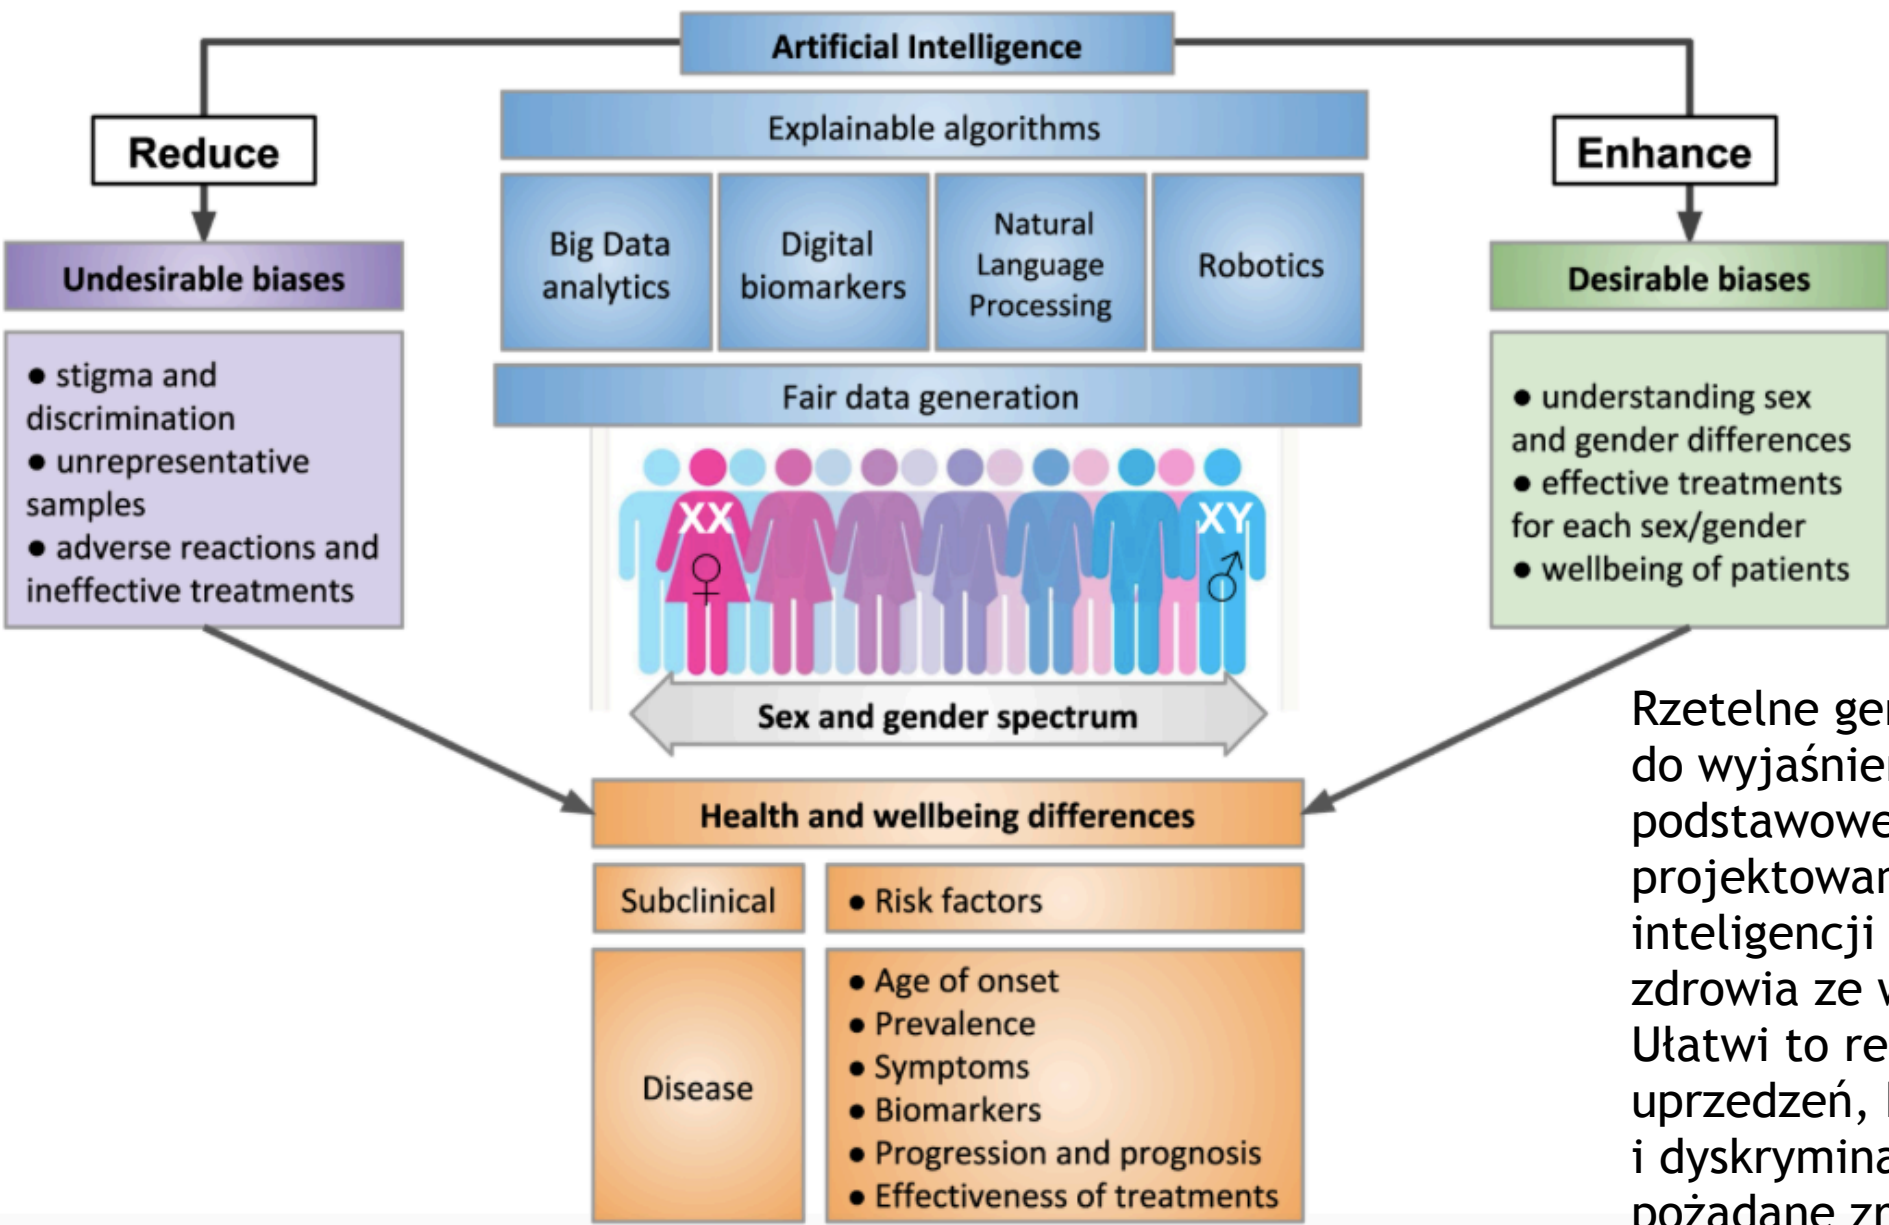 Artificial Intelligence
Explainable algorithms
Reduce
Enhance
Big Data
analytics
Digital
biomarkers
Natural
Language
Processing
Robotics
Undesirable biases
Desirable biases
● stigma and
discrimination
● unrepresentative
samples
● adverse reactions and
ineffective treatments
Fair data generation
● understanding sex
and gender differences
● effective treatments
for each sex/gender
● wellbeing of patients
XX
XY
♀
♂
Sex and gender spectrum
Health and wellbeing differences
Subclinical
● Risk factors
Disease
● Age of onset
● Prevalence
● Symptoms
● Biomarkers
● Progression and prognosis
● Effectiveness of treatments
Rzetelne
do
podstawowe
inteligencji
zdrowia ze
Ułatwi to
uprzedzeń,
i
pożądane